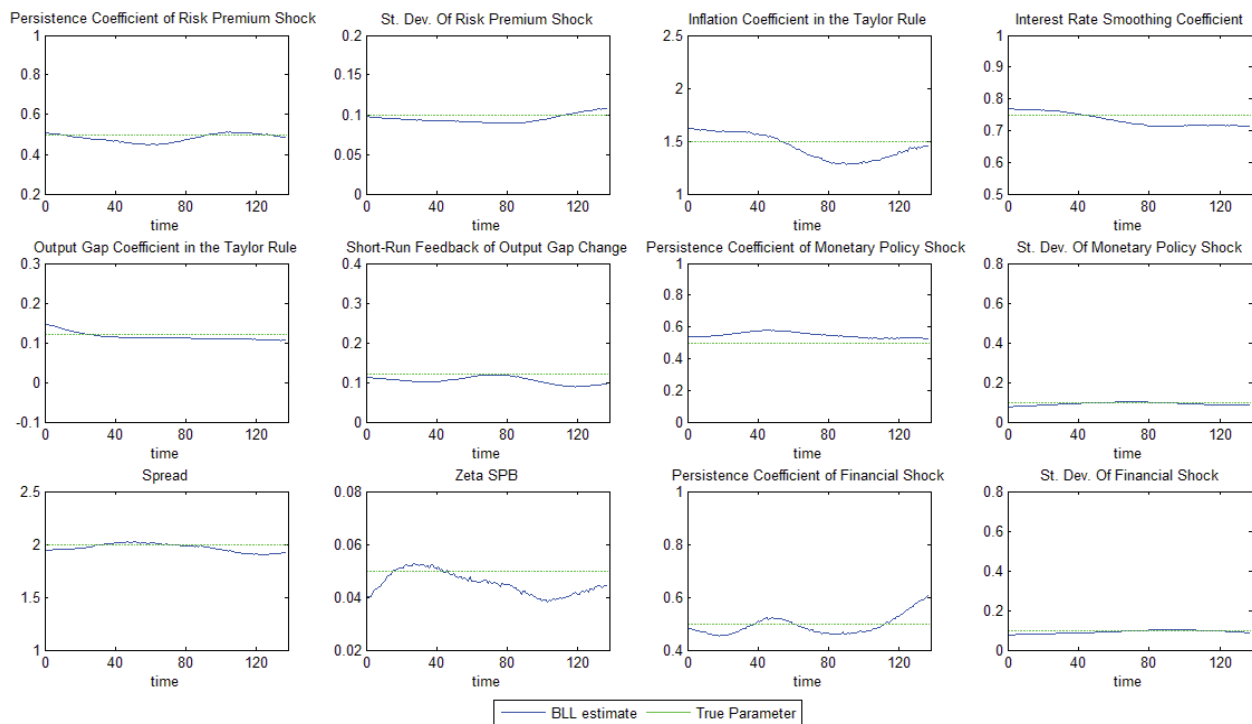 Persistence Coefficient of Risk Premium Shock
1
0.8
0.6
0.4
0.2
0 40 80 120
time
St. Dev. Of Risk Premium Shock
0.2
0.15
0.1
0.05
0
0 40 80 120
time
Inflation Coefficient in the Taylor Rule
2.5
2
1.5
1
0 40 80 120
time
Interest Rate Smoothing Coefficient
1
0.9
0.8
0.7
0.6
0.5
0 40 80 120
time
Output Gap Coefficient in the Taylor Rule
0.3
0.2
0.1
0
-0.1
0 40 80 120
time
Short-Run Feedback of Output Gap Change
0.4
0.3
0.2
0.1
0
0 40 80 120
time
Persistence Coefficient of Monetary Policy Shock
1
0.8
0.6
0.4
0.2
0
0 40 80 120
time
St. Dev. Of Monetary Policy Shock
0.8
0.6
0.4
0.2
0
0 40 80 120
time
Spread
2.5
2
1.5
1
0 40 80 120
time
Zeta SPB
0.08
0.06
0.04
0.02
0 40 80 120
time
Persistence Coefficient of Financial Shock
1
0.8
0.6
0.4
0 40 80 120
time
St. Dev. Of Financial Shock
0.8
0.6
0.4
0.2
0
0 40 80 120
time
BLL estimate
True Parameter